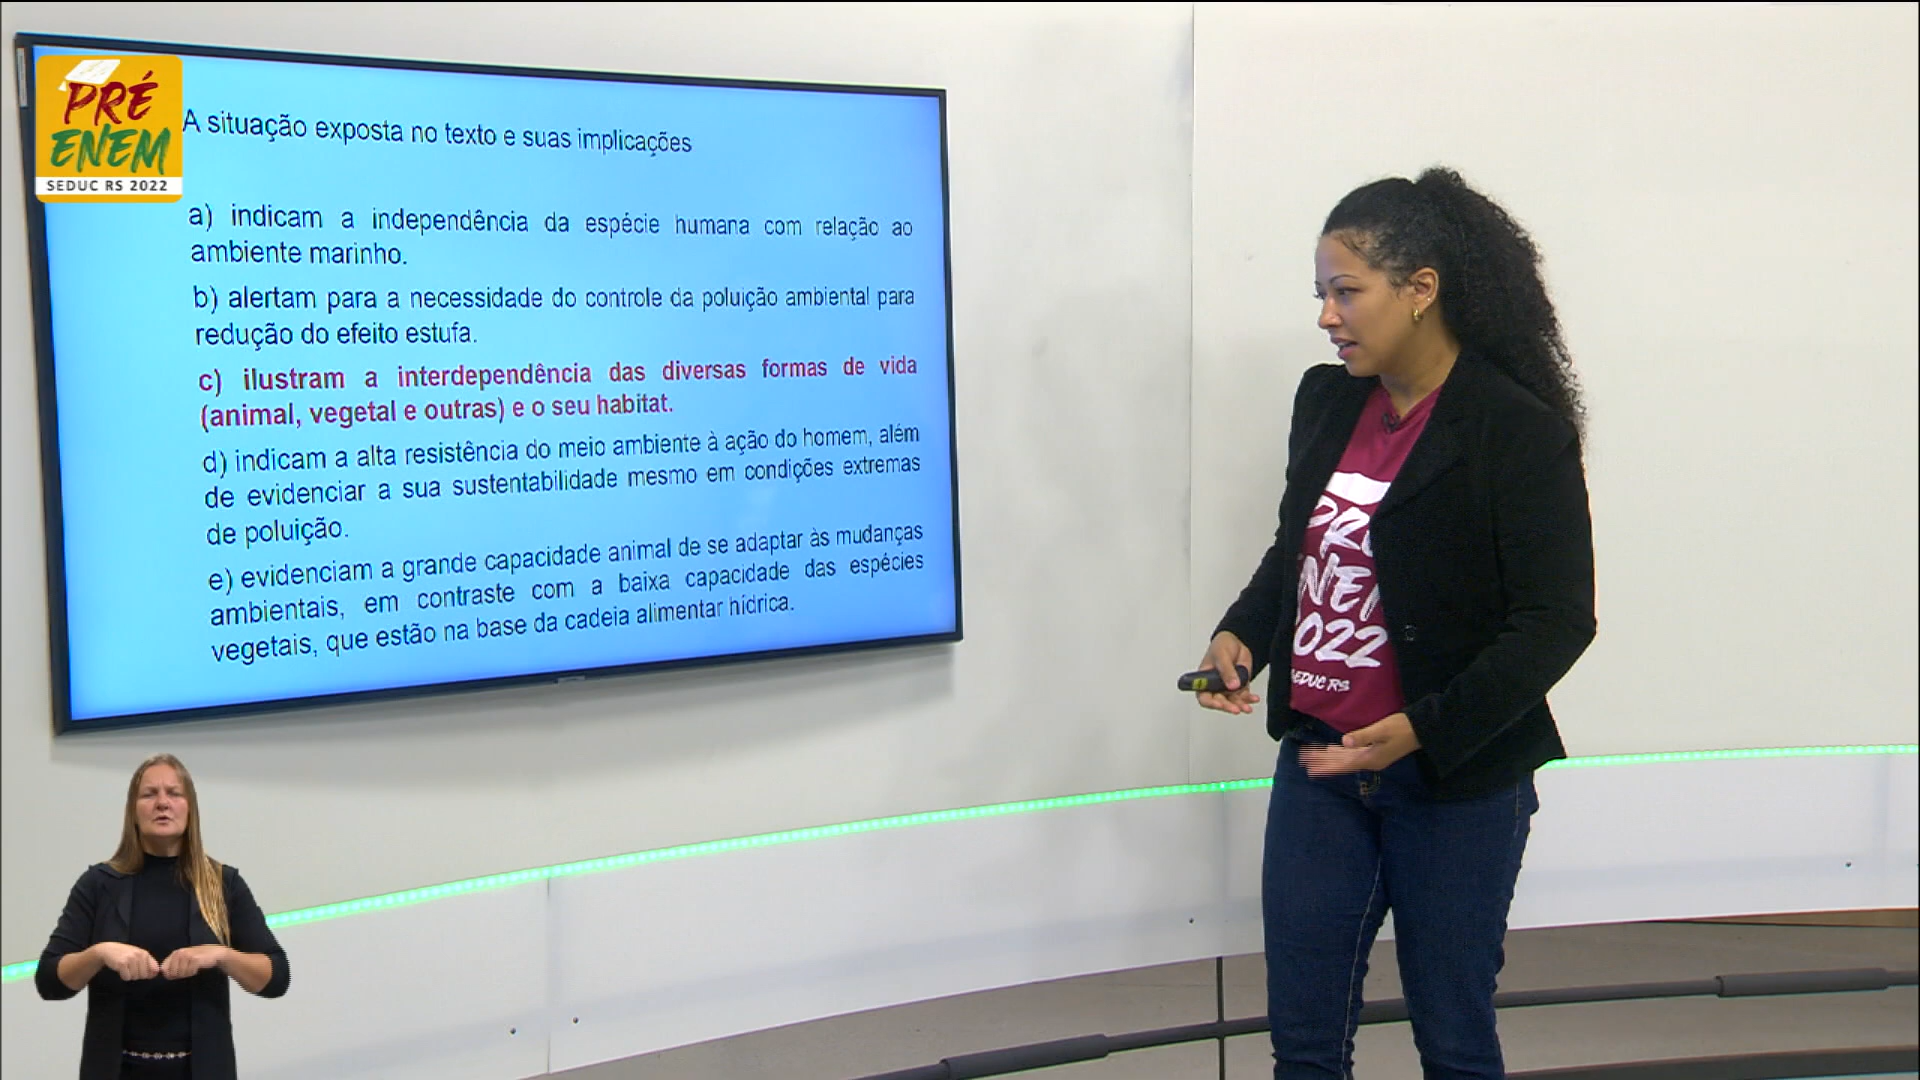 PRÉ
ENEM
SEDUC RS 2022
A situação exposta no texto e suas implicações
a) indicam a independência da espécie humana com relação ao
ambiente marinho.
b) alertam para a necessidade do controle da poluição ambiental para
redução do efeito estufa.
c) ilustram a interdependência das diversas formas de vida
(animal, vegetal e outras) e o seu habitat.
d) indicam a alta resistência do meio ambiente à ação do homem, além
de evidenciar a sua sustentabilidade mesmo em condições extremas
de poluição.
e) evidenciam a grande capacidade animal de se adaptar às mudanças
ambientais, em contraste com a baixa capacidade das espécies
vegetais, que estão na base da cadeia alimentar hídrica.
PRÉ
ENEM
2022
SEDUC RS